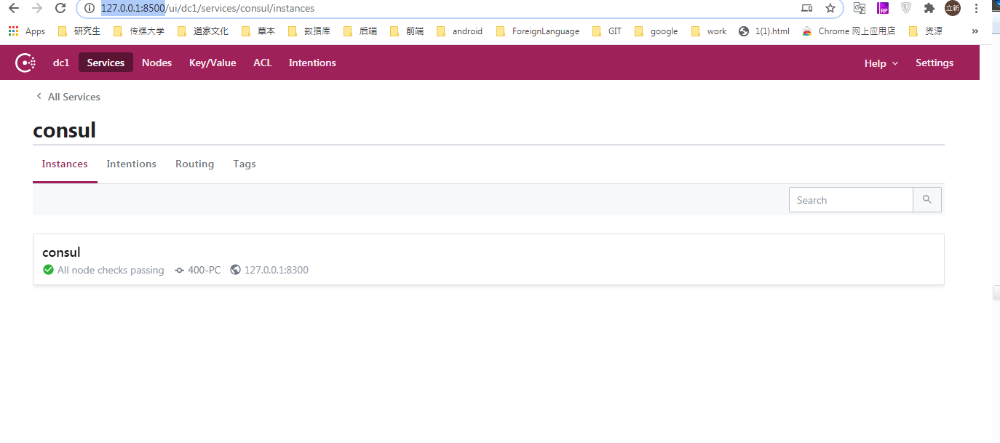 127.0.0.1:8500/ui/dc1/services/consul/instances
RP 立新
Apps 研究生 传媒大学 道家文化 草本 数据库 后端 前端 android ForeignLanguage GIT google work 1(1).html Chrome 网上应用店 资源 »
dc1 Services Nodes Key/Value ACL Intentions Help Settings
All Services
consul
Instances Intentions Routing Tags
Search
consul
All node checks passing 400-PC 127.0.0.1:8300